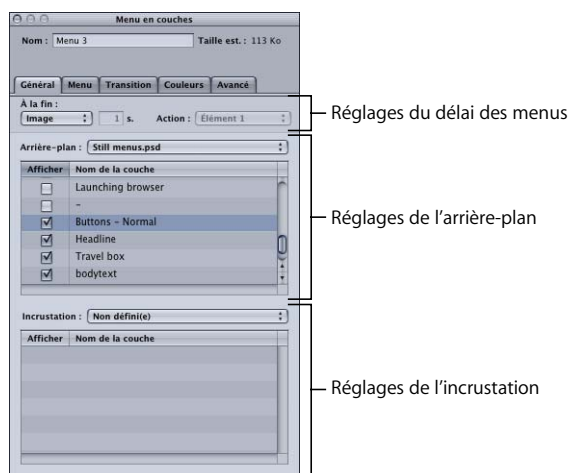 Menu en couches
Nom : Menu 3 Taille est. : 113 Ko
Général Menu Transition Couleurs Avancé
À la fin :
Image 1 s. Action : Élément 1
Réglages du délai des menus
Arrière-plan : Still menus.psd
Afficher Nom de la couche
Launching browser
-
Buttons - Normal
Headline
Travel box
bodytext
Réglages de l'arrière-plan
Incrustation : Non défini(e)
Afficher Nom de la couche
Réglages de l'incrustation